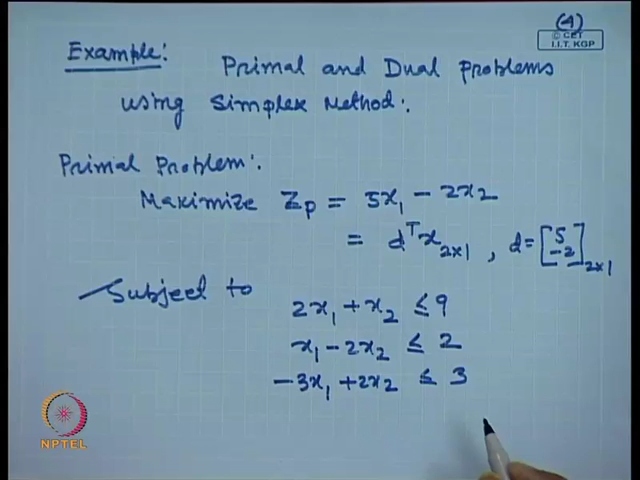 (4)
© CET
I.I.T. KGP
Example: Primal and Dual Problems
using Simplex Method:
Primal Problem:
Maximize Zp = 5x₁ - 2x₂
= dᵀx₂ₓ₁ , d = [5 -2]₂ₓ₁
Subject to
2x₁ + x₂ ≤ 9
x₁ - 2x₂ ≤ 2
-3x₁ + 2x₂ ≤ 3
NPTEL